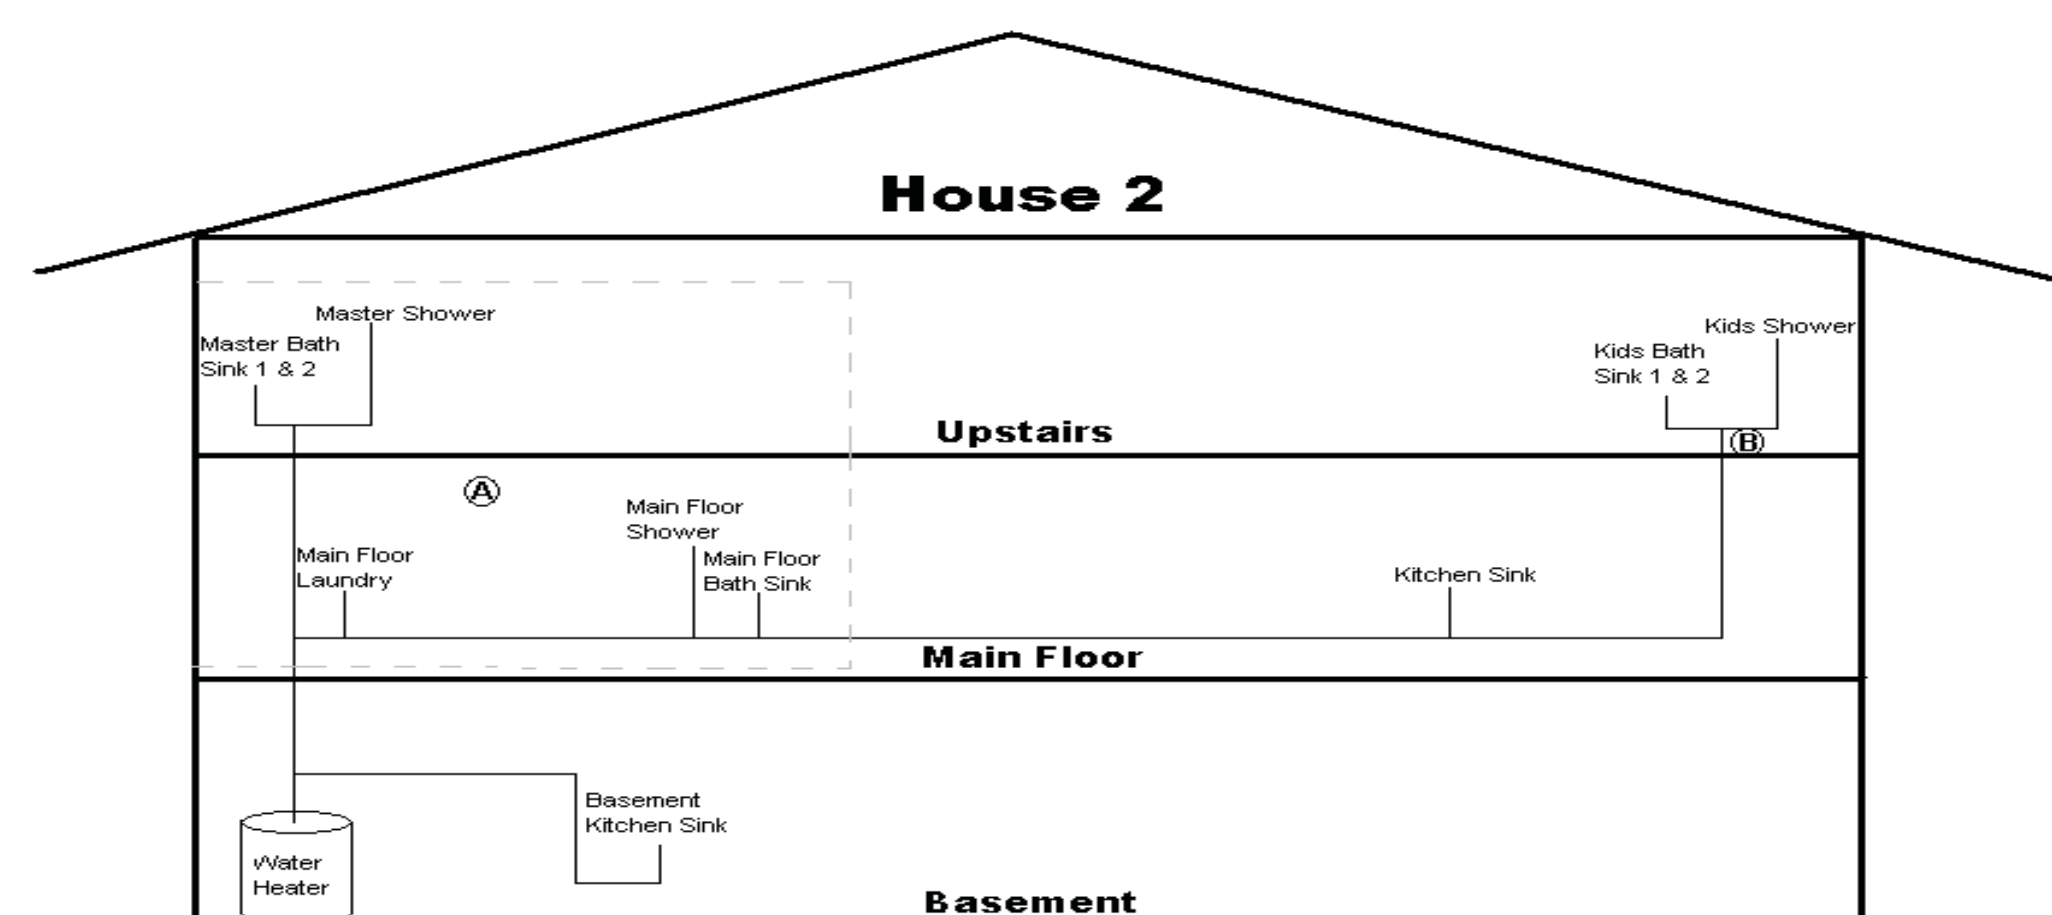 House 2
Master Shower
Master Bath
Sink 1 & 2
Kids Shower
Kids Bath
Sink 1 & 2
Upstairs
B
A
Main Floor
Shower
Main Floor
Laundry
Main Floor
Bath Sink
Kitchen Sink
Main Floor
Basement
Kitchen Sink
Water
Heater
Basement